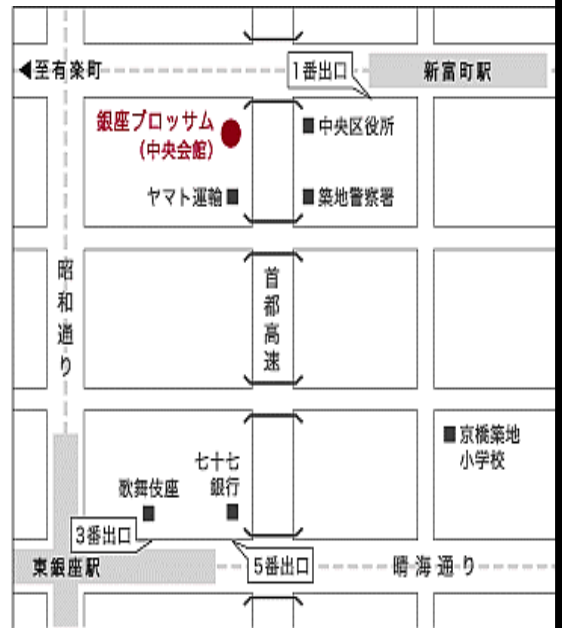 ◀至有楽町
1番出口
新富町駅
銀座ブロッサム
(中央会館)
中央区役所
ヤマト運輸
築地警察署
昭和通り
首都高速
京橋築地
小学校
七十七
銀行
歌舞伎座
3番出口
東銀座駅
5番出口
晴海通り